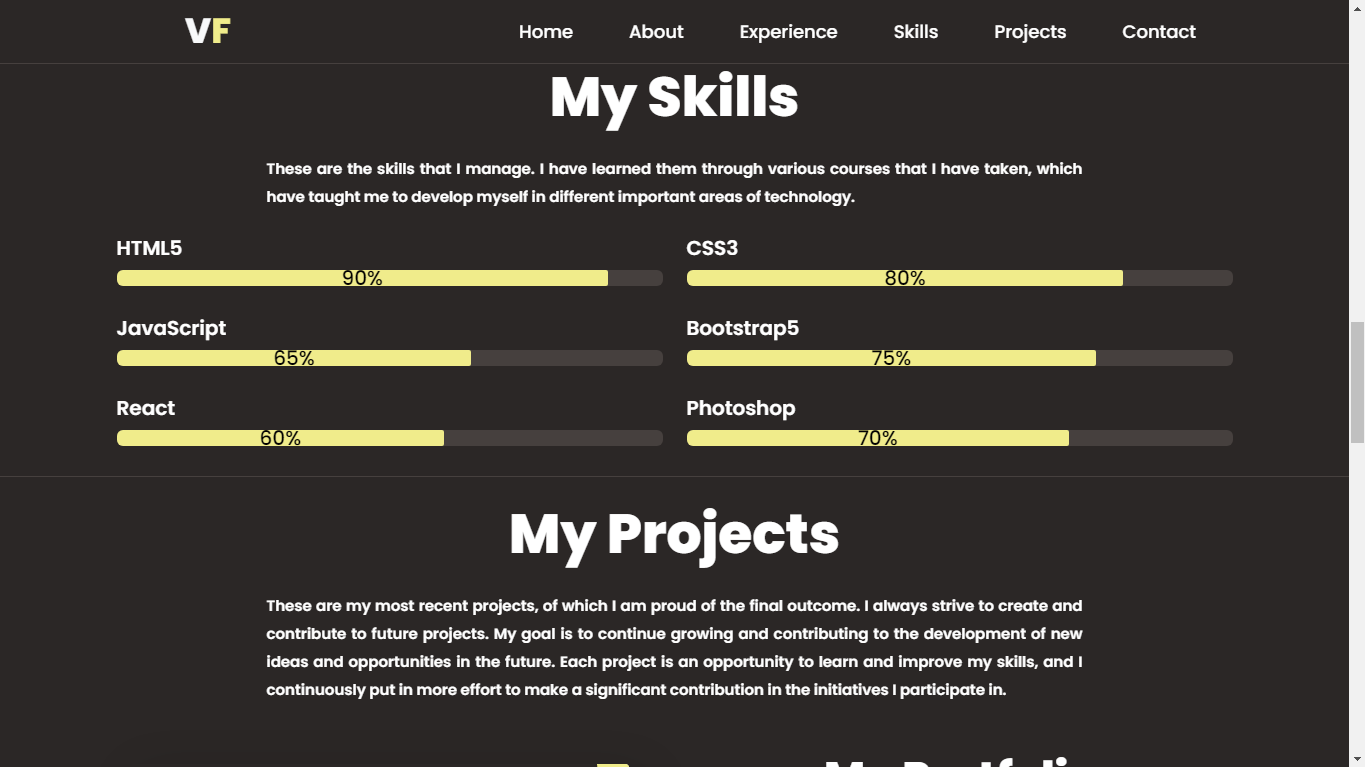 VF
Home About Experience Skills Projects Contact
My Skills
These are the skills that I manage. I have learned them through various courses that I have taken, which
have taught me to develop myself in different important areas of technology.
HTML5 CSS3
90% 80%
JavaScript Bootstrap5
65% 75%
React Photoshop
60% 70%
My Projects
These are my most recent projects, of which I am proud of the final outcome. I always strive to create and
contribute to future projects. My goal is to continue growing and contributing to the development of new
ideas and opportunities in the future. Each project is an opportunity to learn and improve my skills, and I
continuously put in more effort to make a significant contribution in the initiatives I participate in.